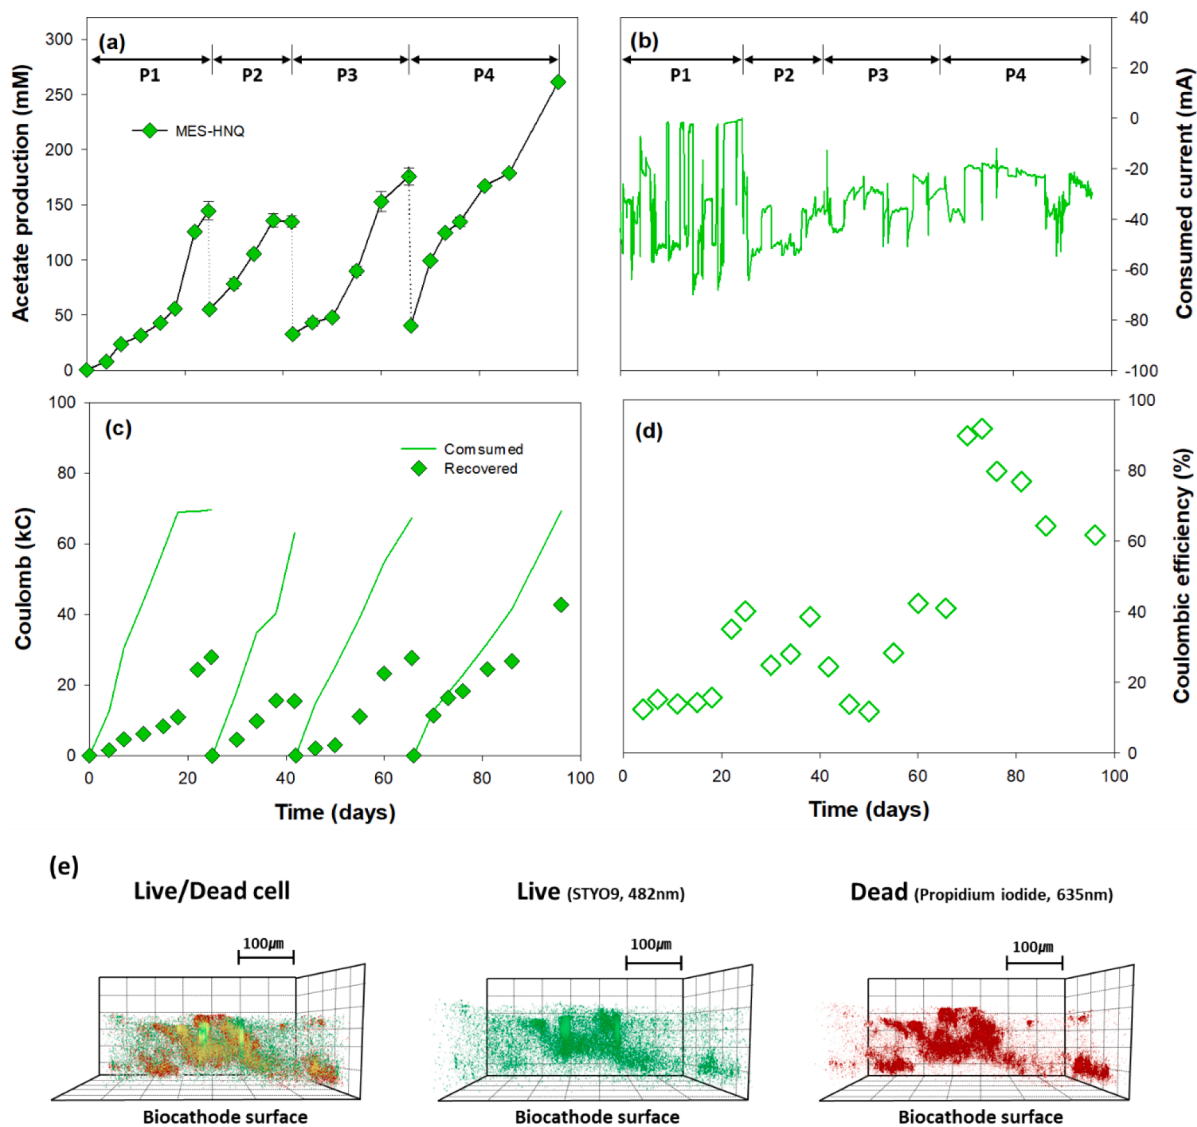 (a)
P1 P2 P3 P4
MES-HNQ
Acetate production (mM)
300
250
200
150
100
50
0
(b)
P1 P2 P3 P4
Consumed current (mA)
40
20
0
-20
-40
-60
-80
-100
(c)
Comsumed
Recovered
Coulomb (kC)
100
80
60
40
20
0
0 20 40 60 80 100
Time (days)
(d)
Coulombic efficiency (%)
100
80
60
40
20
0
0 20 40 60 80 100
Time (days)
(e)
Live/Dead cell
Live (STYO9, 482nm)
Dead (Propidium iodide, 635nm)
100㎛
100㎛
100㎛
Biocathode surface
Biocathode surface
Biocathode surface